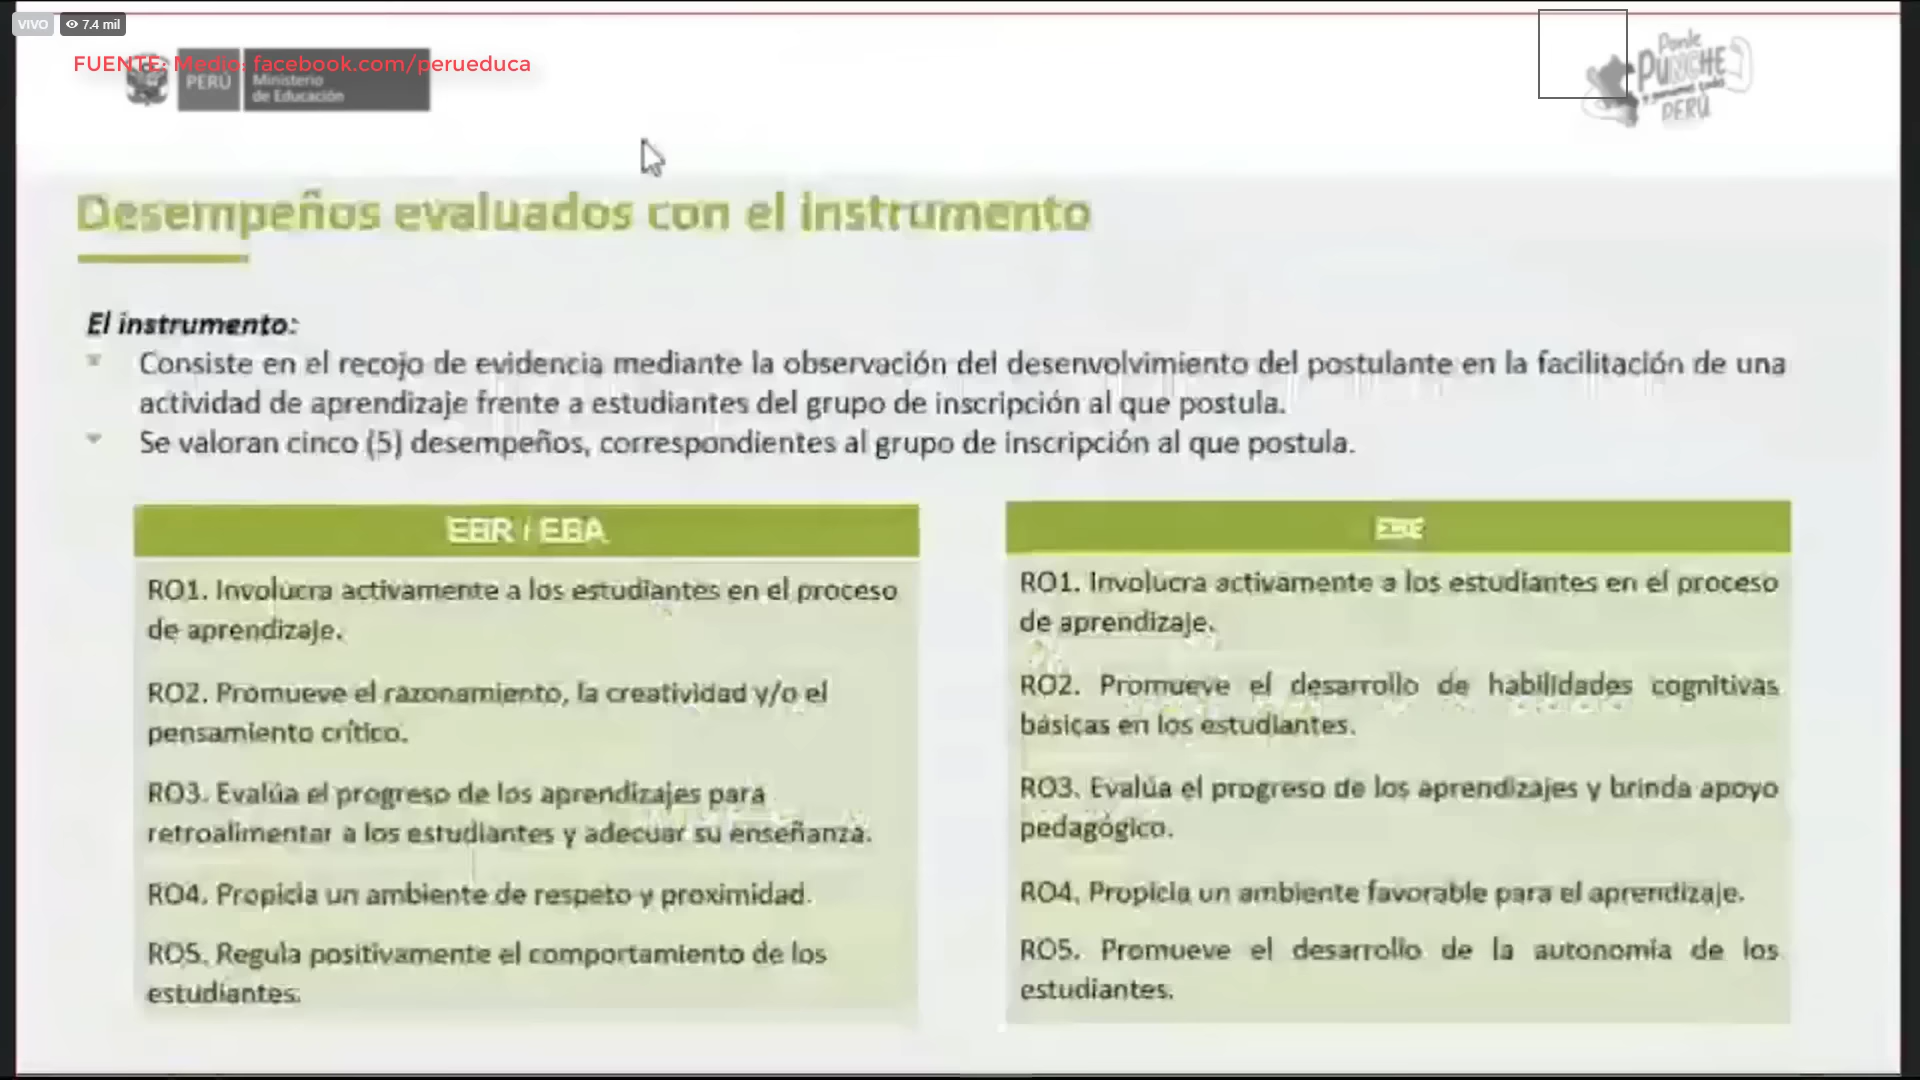 VIVO 7.4 mil
FUENTE: Medio: facebook.com/perueduca
PERÚ
Ministerio
de Educación
Ponle
PUNCHE
PERÚ
Desempeños evaluados con el instrumento
El instrumento:
Consiste en el recojo de evidencia mediante la observación del desenvolvimiento del postulante en la facilitación de una
actividad de aprendizaje frente a estudiantes del grupo de inscripción al que postula.
Se valoran cinco (5) desempeños, correspondientes al grupo de inscripción al que postula.
EBR / EBA
RO1. Involucra activamente a los estudiantes en el proceso
de aprendizaje.
RO2. Promueve el razonamiento, la creatividad y/o el
pensamiento crítico.
RO3. Evalúa el progreso de los aprendizajes para
retroalimentar a los estudiantes y adecuar su enseñanza.
RO4. Propicia un ambiente de respeto y proximidad.
RO5. Regula positivamente el comportamiento de los
estudiantes.
EBE
RO1. Involucra activamente a los estudiantes en el proceso
de aprendizaje.
RO2. Promueve el desarrollo de habilidades cognitivas
básicas en los estudiantes.
RO3. Evalúa el progreso de los aprendizajes y brinda apoyo
pedagógico.
RO4. Propicia un ambiente favorable para el aprendizaje.
RO5. Promueve el desarrollo de la autonomía de los
estudiantes.